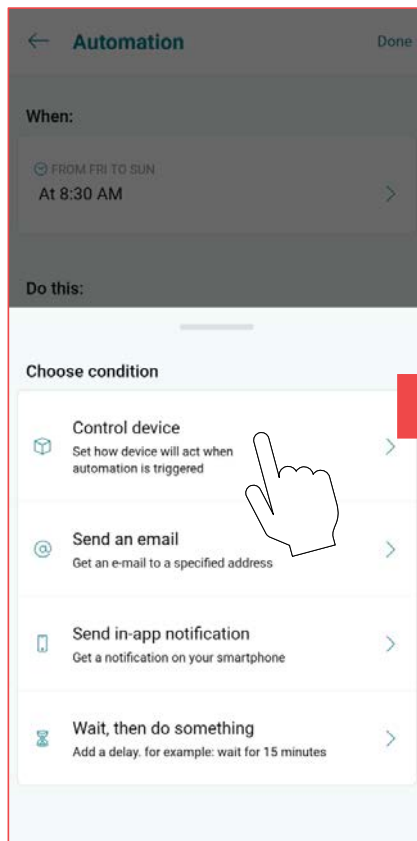 Automation
Done
When:
FROM FRI TO SUN
At 8:30 AM
Do this:
Choose condition
Control device
Set how device will act when
automation is triggered
Send an email
Get an e-mail to a specified address
Send in-app notification
Get a notification on your smartphone
Wait, then do something
Add a delay. for example: wait for 15 minutes